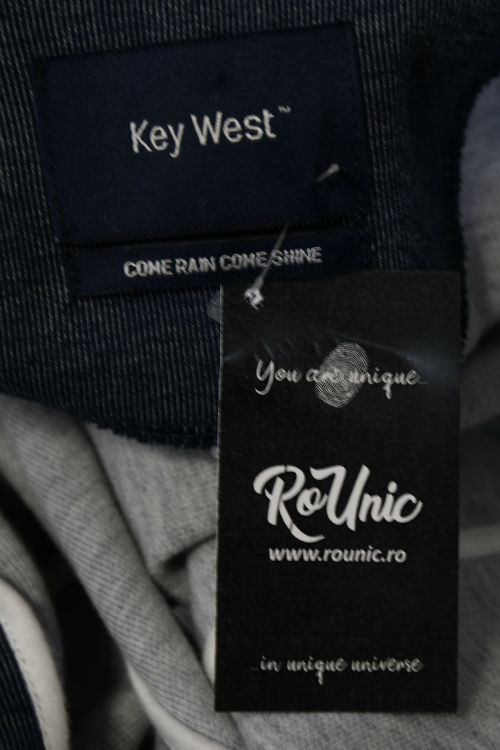 Key West™
COME RAIN COME SHINE
You are unique...
RoUnic
www.rounic.ro
...in unique universe